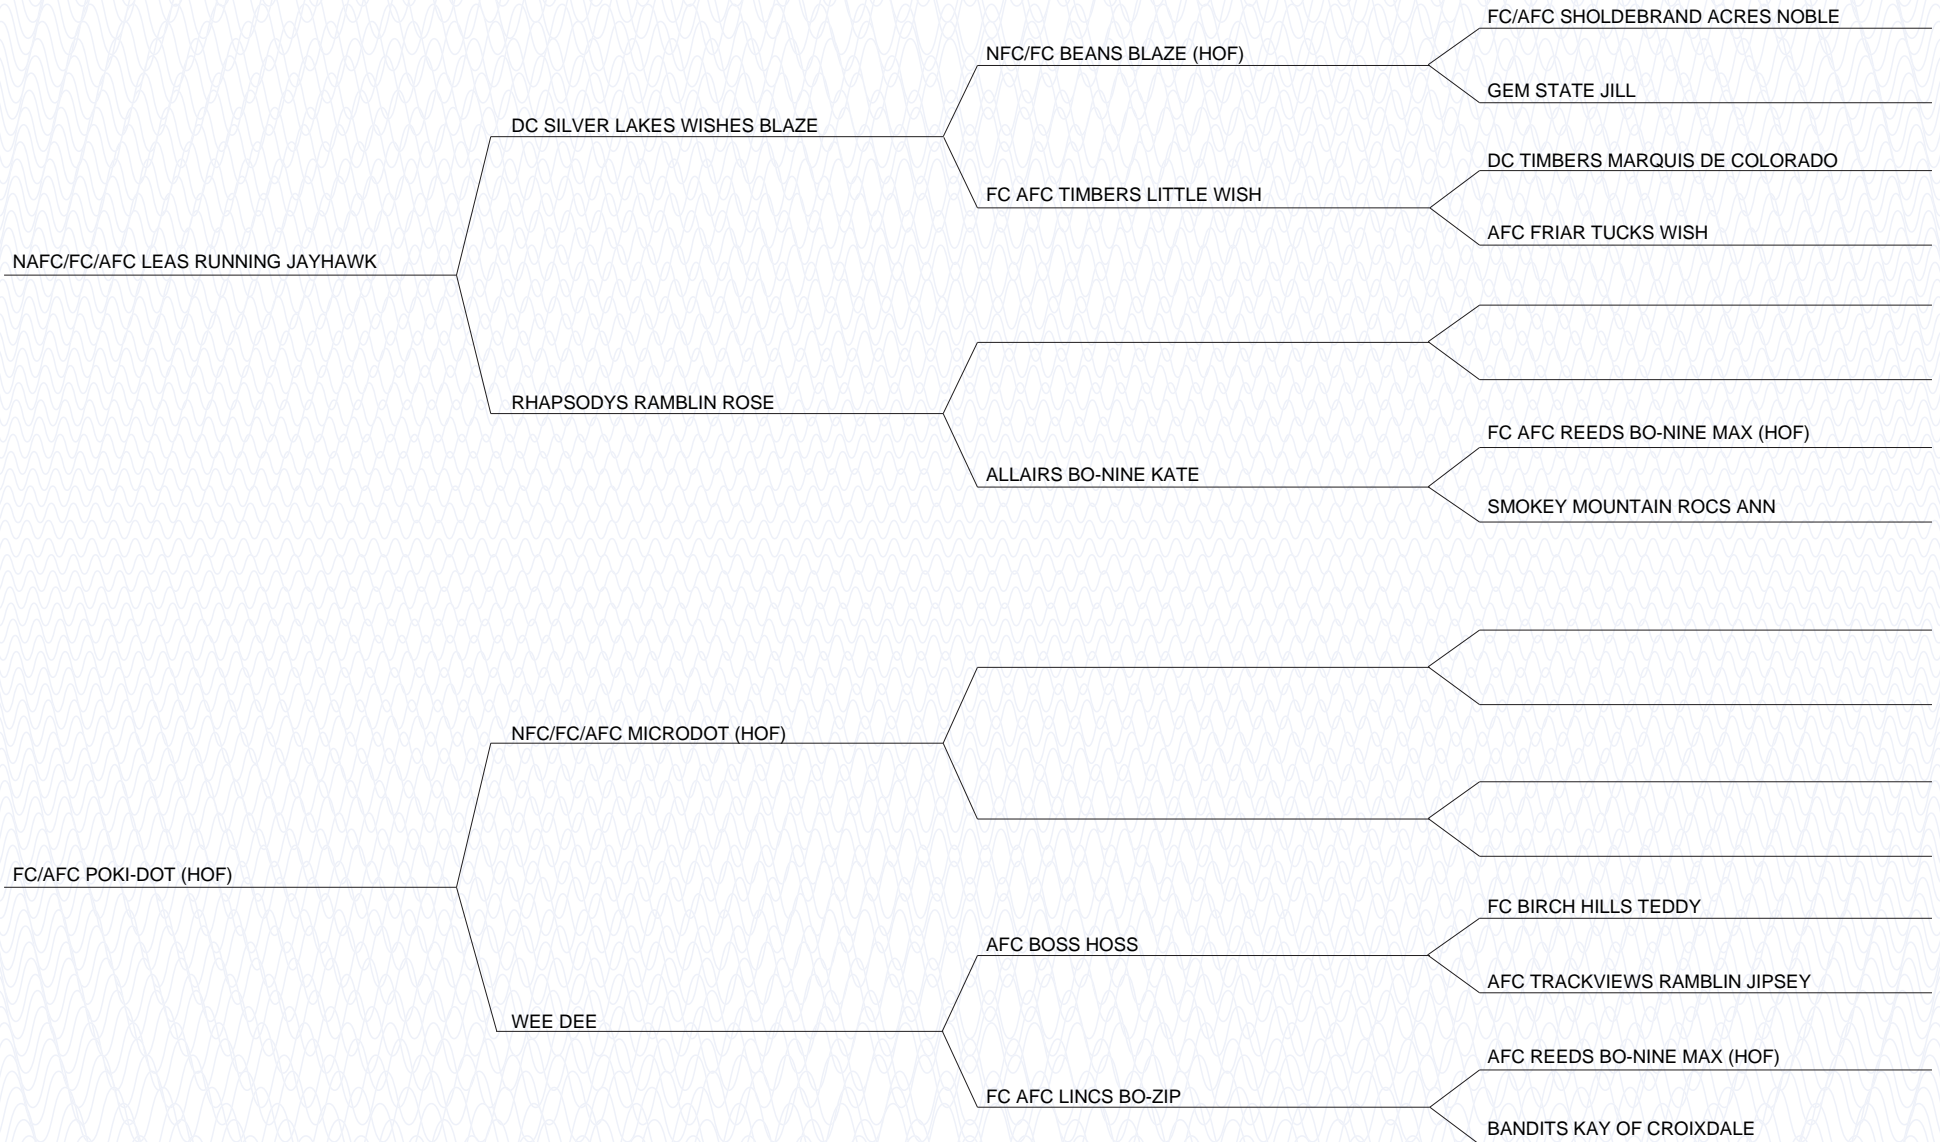 FC/AFC SHOLDEBRAND ACRES NOBLE
NFC/FC BEANS BLAZE (HOF)
GEM STATE JILL
DC SILVER LAKES WISHES BLAZE
DC TIMBERS MARQUIS DE COLORADO
FC AFC TIMBERS LITTLE WISH
AFC FRIAR TUCKS WISH
NAFC/FC/AFC LEAS RUNNING JAYHAWK
RHAPSODYS RAMBLIN ROSE
FC AFC REEDS BO-NINE MAX (HOF)
ALLAIRS BO-NINE KATE
SMOKEY MOUNTAIN ROCS ANN
NFC/FC/AFC MICRODOT (HOF)
FC/AFC POKI-DOT (HOF)
FC BIRCH HILLS TEDDY
AFC BOSS HOSS
AFC TRACKVIEWS RAMBLIN JIPSEY
WEE DEE
AFC REEDS BO-NINE MAX (HOF)
FC AFC LINCS BO-ZIP
BANDITS KAY OF CROIXDALE